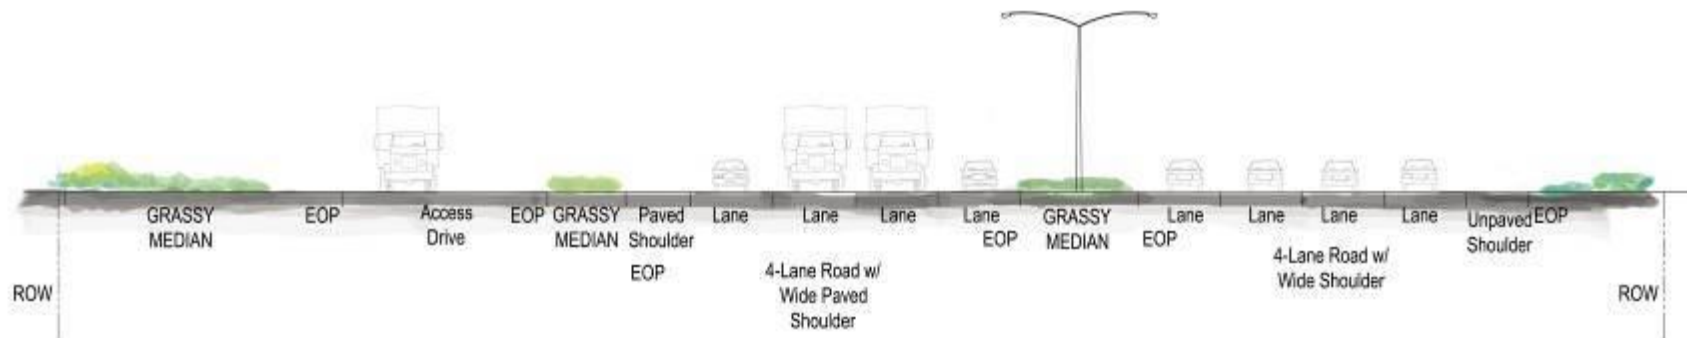 GRASSY
MEDIAN
EOP
Access
Drive
EOP
GRASSY
MEDIAN
Paved
Shoulder
EOP
Lane
Lane
Lane
Lane
EOP
GRASSY
MEDIAN
Lane
EOP
Lane
Lane
Lane
Unpaved
Shoulder
EOP
4-Lane Road w/
Wide Paved
Shoulder
4-Lane Road w/
Wide Shoulder
ROW
ROW